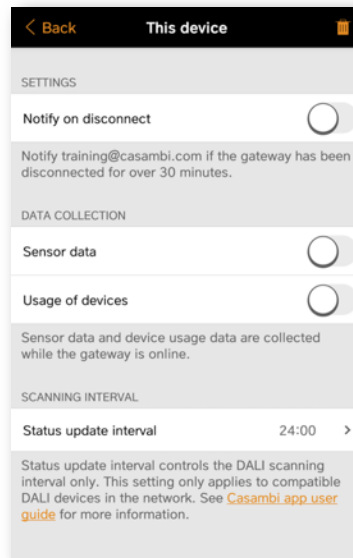 < Back This device
SETTINGS
Notify on disconnect
Notify training@casambi.com if the gateway has been
disconnected for over 30 minutes.
DATA COLLECTION
Sensor data
Usage of devices
Sensor data and device usage data are collected
while the gateway is online.
SCANNING INTERVAL
Status update interval 24:00 >
Status update interval controls the DALI scanning
interval only. This setting only applies to compatible
DALI devices in the network. See Casambi app user
guide for more information.